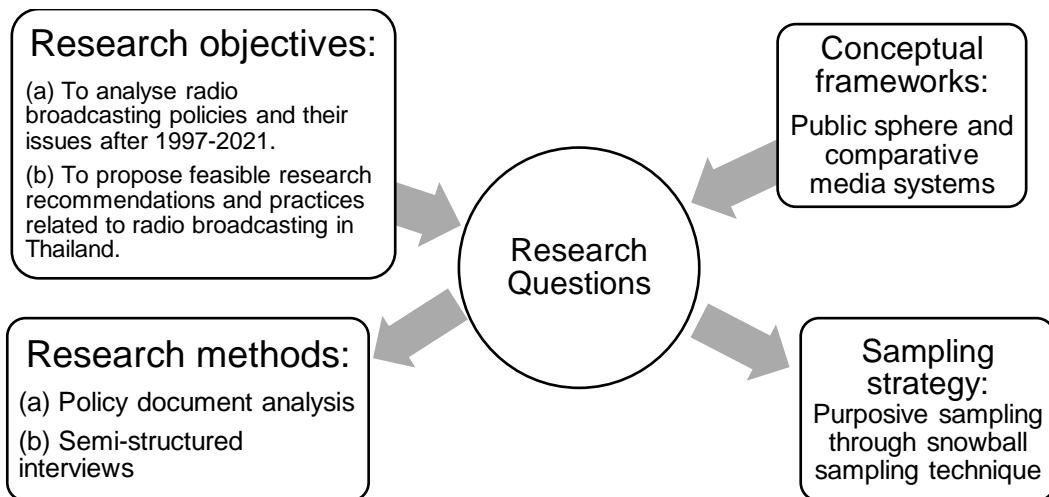 Research objectives:
(a) To analyse radio
broadcasting policies and their
issues after 1997-2021.
(b) To propose feasible research
recommendations and practices
related to radio broadcasting in
Thailand.
Conceptual
frameworks:
Public sphere and
comparative
media systems
Research
Questions
Research methods:
(a) Policy document analysis
(b) Semi-structured
interviews
Sampling
strategy:
Purposive sampling
through snowball
sampling technique